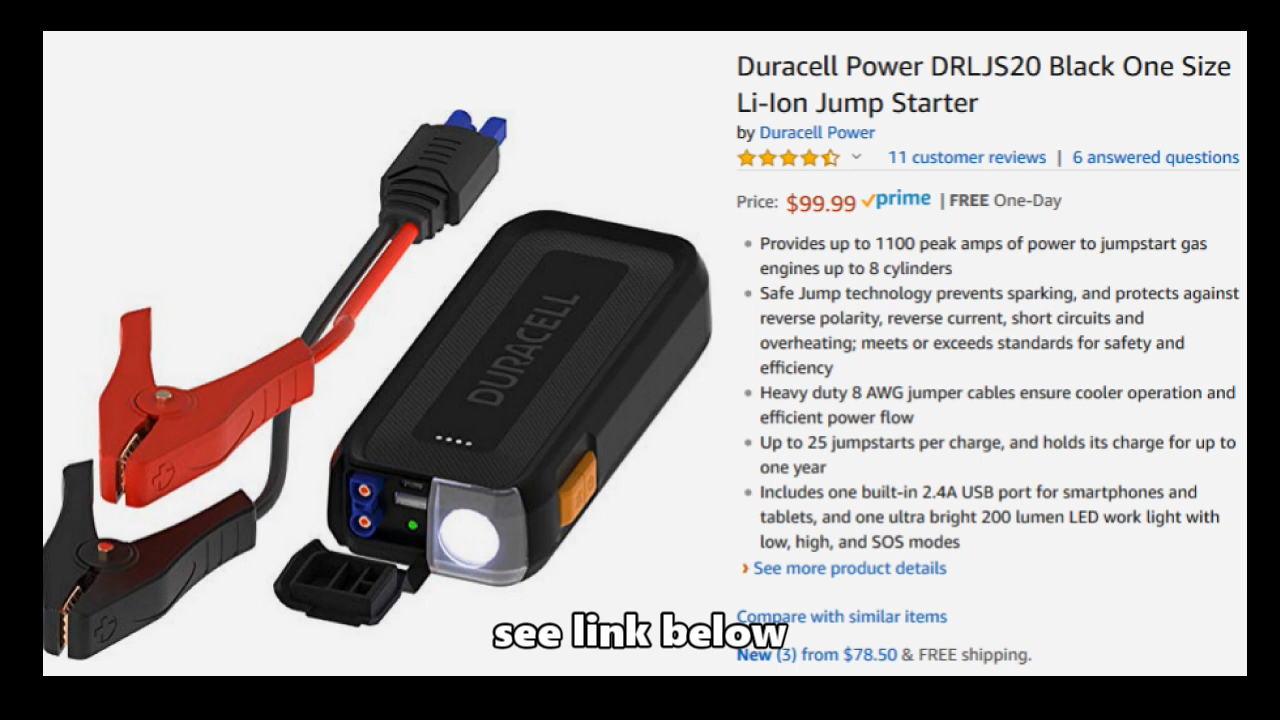 Duracell Power DRLJS20 Black One Size
Li-Ion Jump Starter
by Duracell Power
11 customer reviews | 6 answered questions
Price: $99.99 prime | FREE One-Day
Provides up to 1100 peak amps of power to jumpstart gas
engines up to 8 cylinders
Safe Jump technology prevents sparking, and protects against
reverse polarity, reverse current, short circuits and
overheating; meets or exceeds standards for safety and
efficiency
Heavy duty 8 AWG jumper cables ensure cooler operation and
efficient power flow
Up to 25 jumpstarts per charge, and holds its charge for up to
one year
Includes one built-in 2.4A USB port for smartphones and
tablets, and one ultra bright 200 lumen LED work light with
low, high, and SOS modes
See more product details
Compare with similar items
New (3) from $78.50 & FREE shipping.
DURACELL
see link below